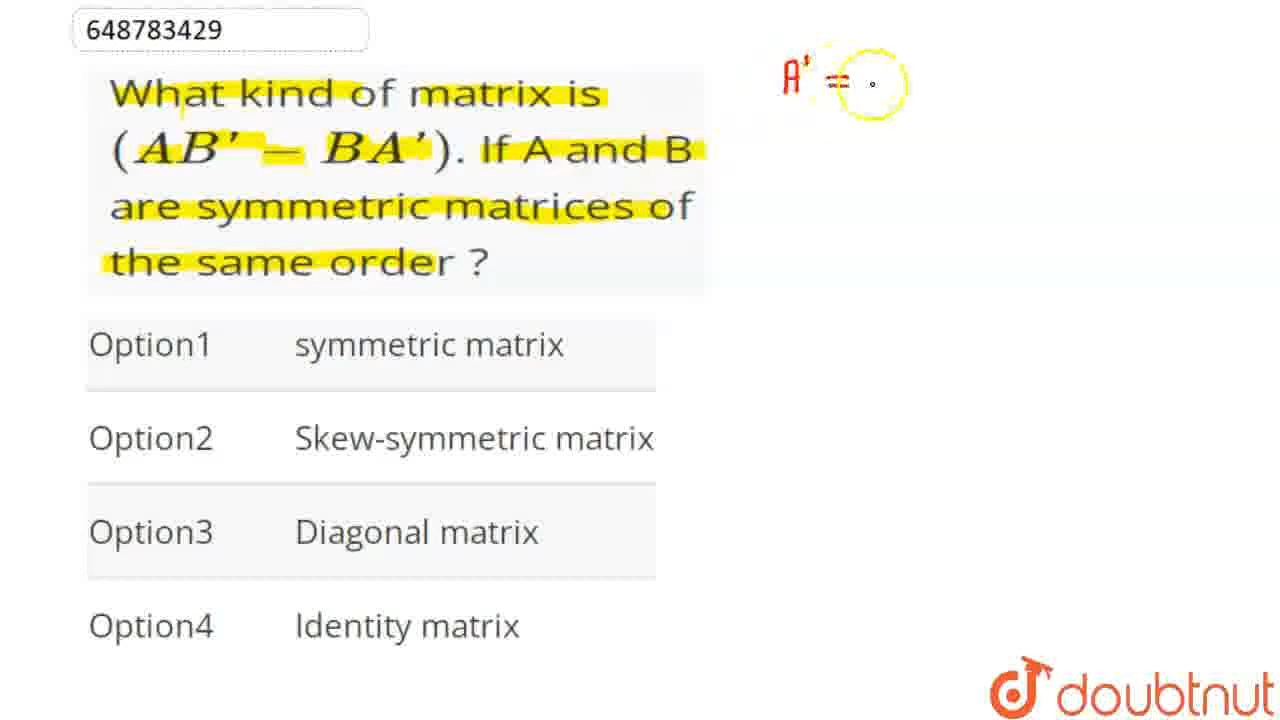 648783429
What kind of matrix is
(AB' − BA'). If A and B
are symmetric matrices of
the same order ?
A' =
Option1 symmetric matrix
Option2 Skew-symmetric matrix
Option3 Diagonal matrix
Option4 Identity matrix
doubtnut